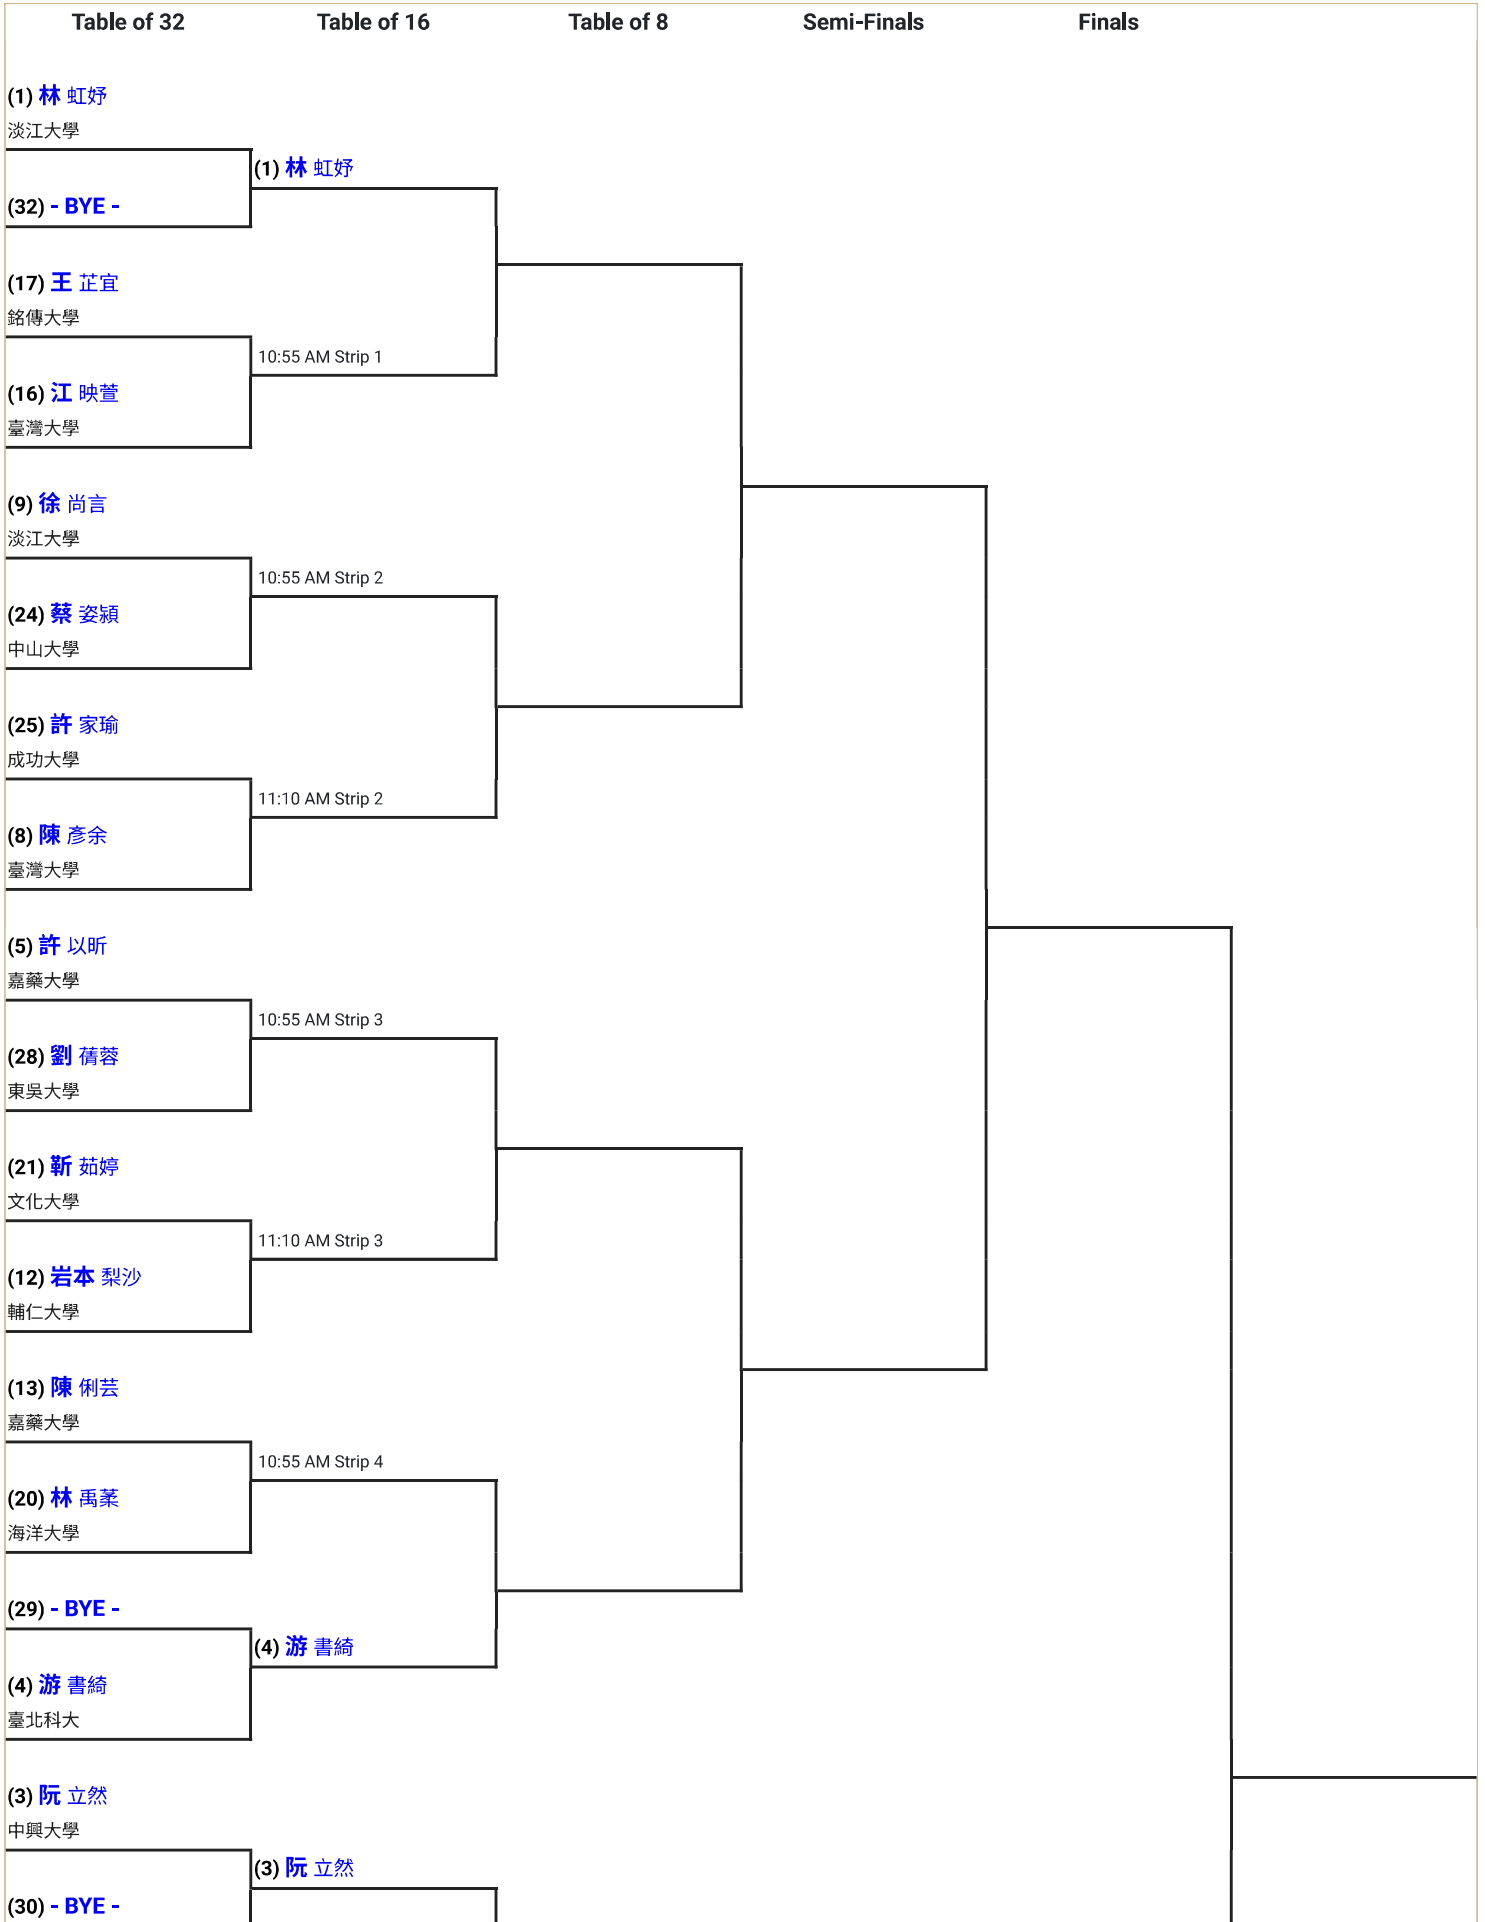 Table of 32 Table of 16 Table of 8 Semi-Finals Finals
(1) 林 虹妤
淡江大學
(1) 林 虹妤
(32) - BYE -
(17) 王 芷宜
銘傳大學
10:55 AM Strip 1
(16) 江 映萱
臺灣大學
(9) 徐 尚言
淡江大學
10:55 AM Strip 2
(24) 蔡 姿潁
中山大學
(25) 許 家瑜
成功大學
11:10 AM Strip 2
(8) 陳 彥余
臺灣大學
(5) 許 以昕
嘉藥大學
10:55 AM Strip 3
(28) 劉 蒨蓉
東吳大學
(21) 靳 茹婷
文化大學
11:10 AM Strip 3
(12) 岩本 梨沙
輔仁大學
(13) 陳 俐芸
嘉藥大學
10:55 AM Strip 4
(20) 林 禹葇
海洋大學
(29) - BYE -
(4) 游 書綺
(4) 游 書綺
臺北科大
(3) 阮 立然
中興大學
(3) 阮 立然
(30) - BYE -